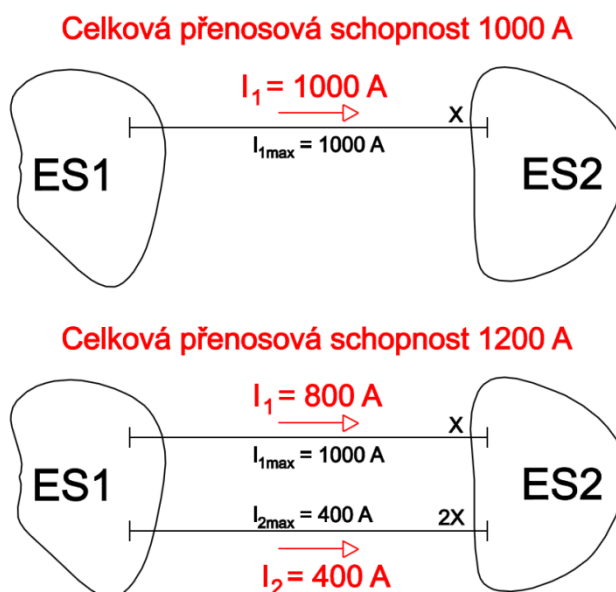 Celková přenosová schopnost 1000 A
I₁ = 1000 A
X
I₁ₘₐₓ = 1000 A
ES1
ES2
Celková přenosová schopnost 1200 A
I₁ = 800 A
X
I₁ₘₐₓ = 1000 A
ES1
ES2
I₂ₘₐₓ = 400 A
2X
I₂ = 400 A